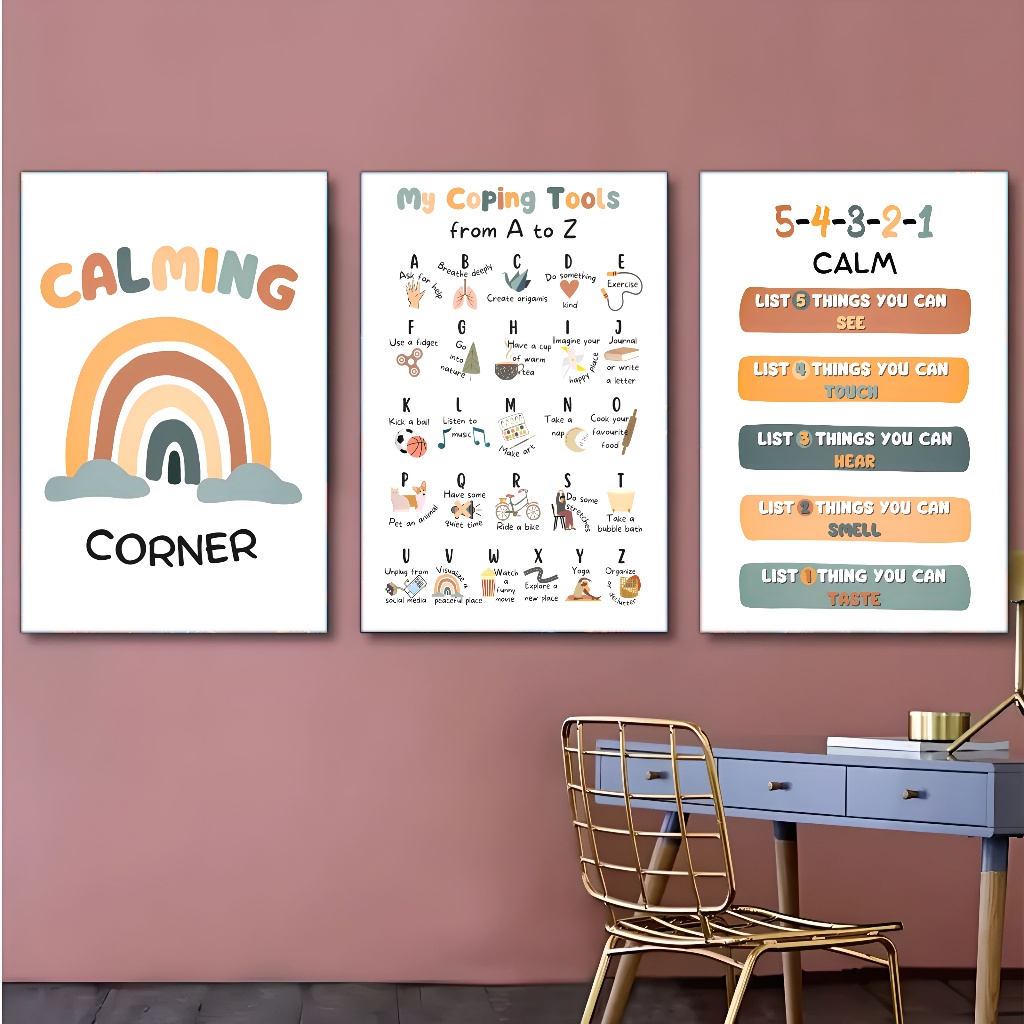 CALMING
CORNER
My Coping Tools
from A to Z
A
Ask for help
B
Breathe deeply
C
Create origamis
D
Do something
kind
E
Exercise
F
Use a fidget
G
Go
into
nature
H
Have a cup
of warm
tea
I
Imagine your
happy place
J
Journal
or write
a letter
K
Kick a ball
L
Listen to
music
M
Make art
N
Take a
nap
O
Cook your
favourite
food
P
Pet an animal
Q
Have some
quiet time
R
Ride a bike
S
Do some
stretches
T
Take a
bubble bath
U
Unplug from
social media
V
Visualize a
peaceful place
W
Watch
a
funny
movie
X
Explore a
new place
Y
Yoga
Z
Organize
&
declutter
5-4-3-2-1
CALM
LIST 5 THINGS YOU CAN
SEE
LIST 4 THINGS YOU CAN
TOUCH
LIST 3 THINGS YOU CAN
HEAR
LIST 2 THINGS YOU CAN
SMELL
LIST 1 THING YOU CAN
TASTE